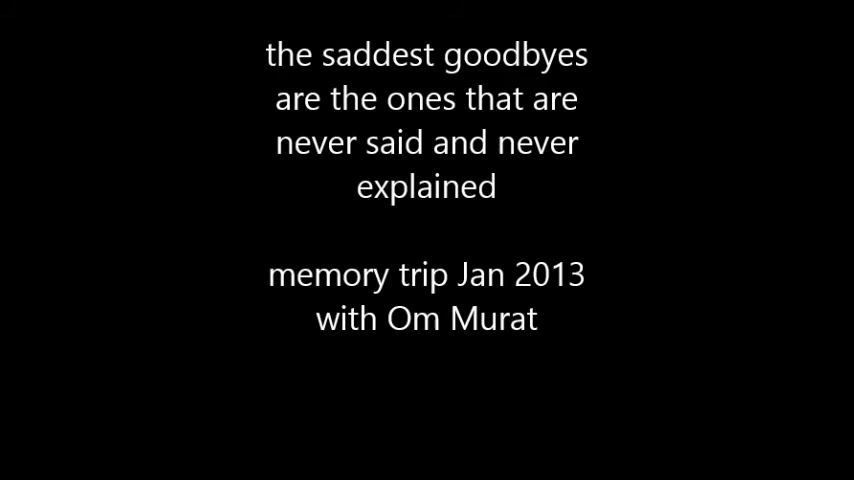 the saddest goodbyes
are the ones that are
never said and never
explained
memory trip Jan 2013
with Om Murat